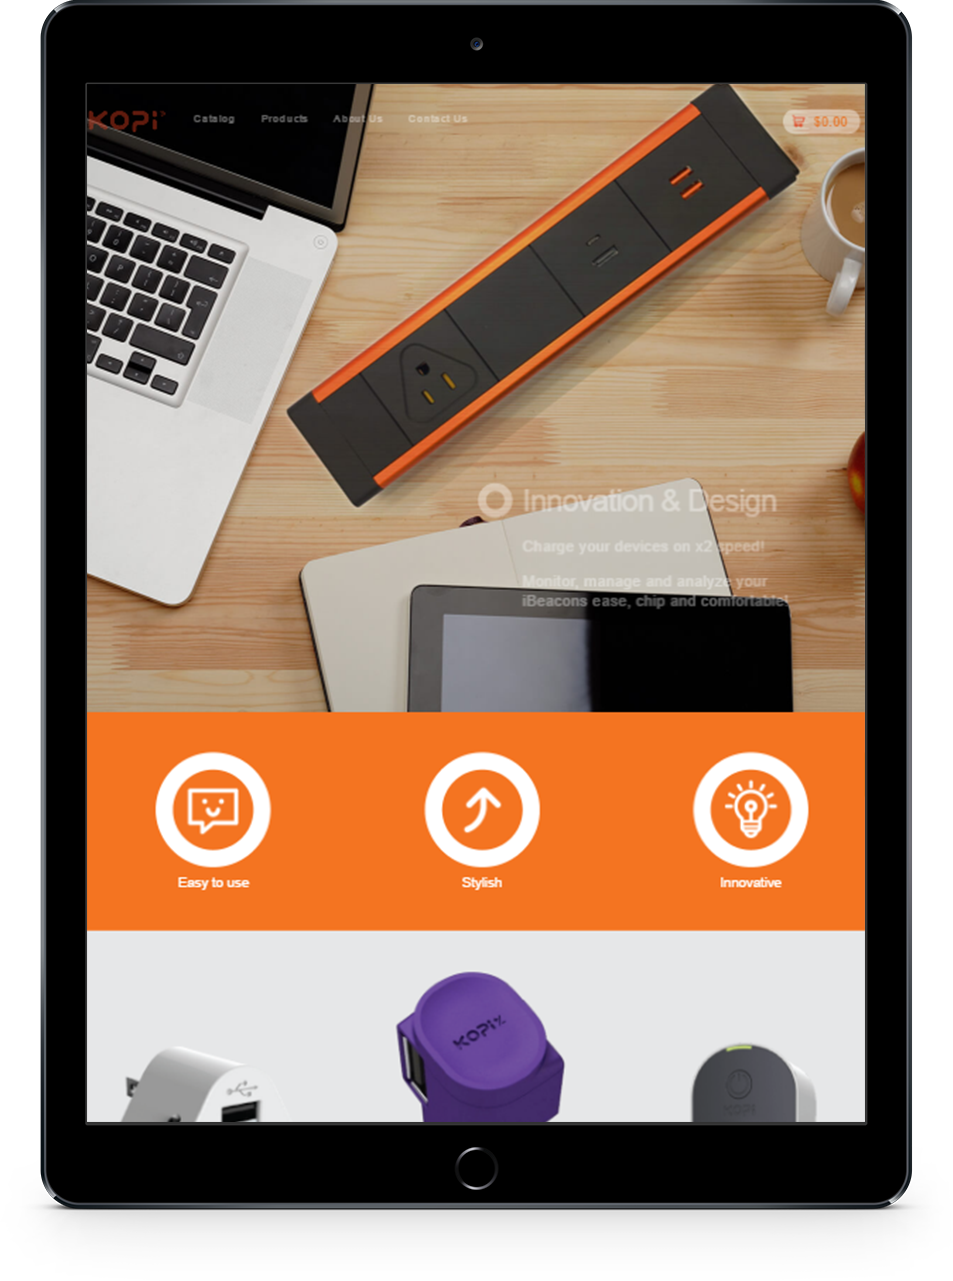 KOPi
Catalog Products About Us Contact Us
$0.00
Innovation & Design
Charge your devices on x2 speed!
Monitor, manage and analyze your
iBeacons ease, chip and comfortable!
Easy to use
Stylish
Innovative
KOPi
KOPI